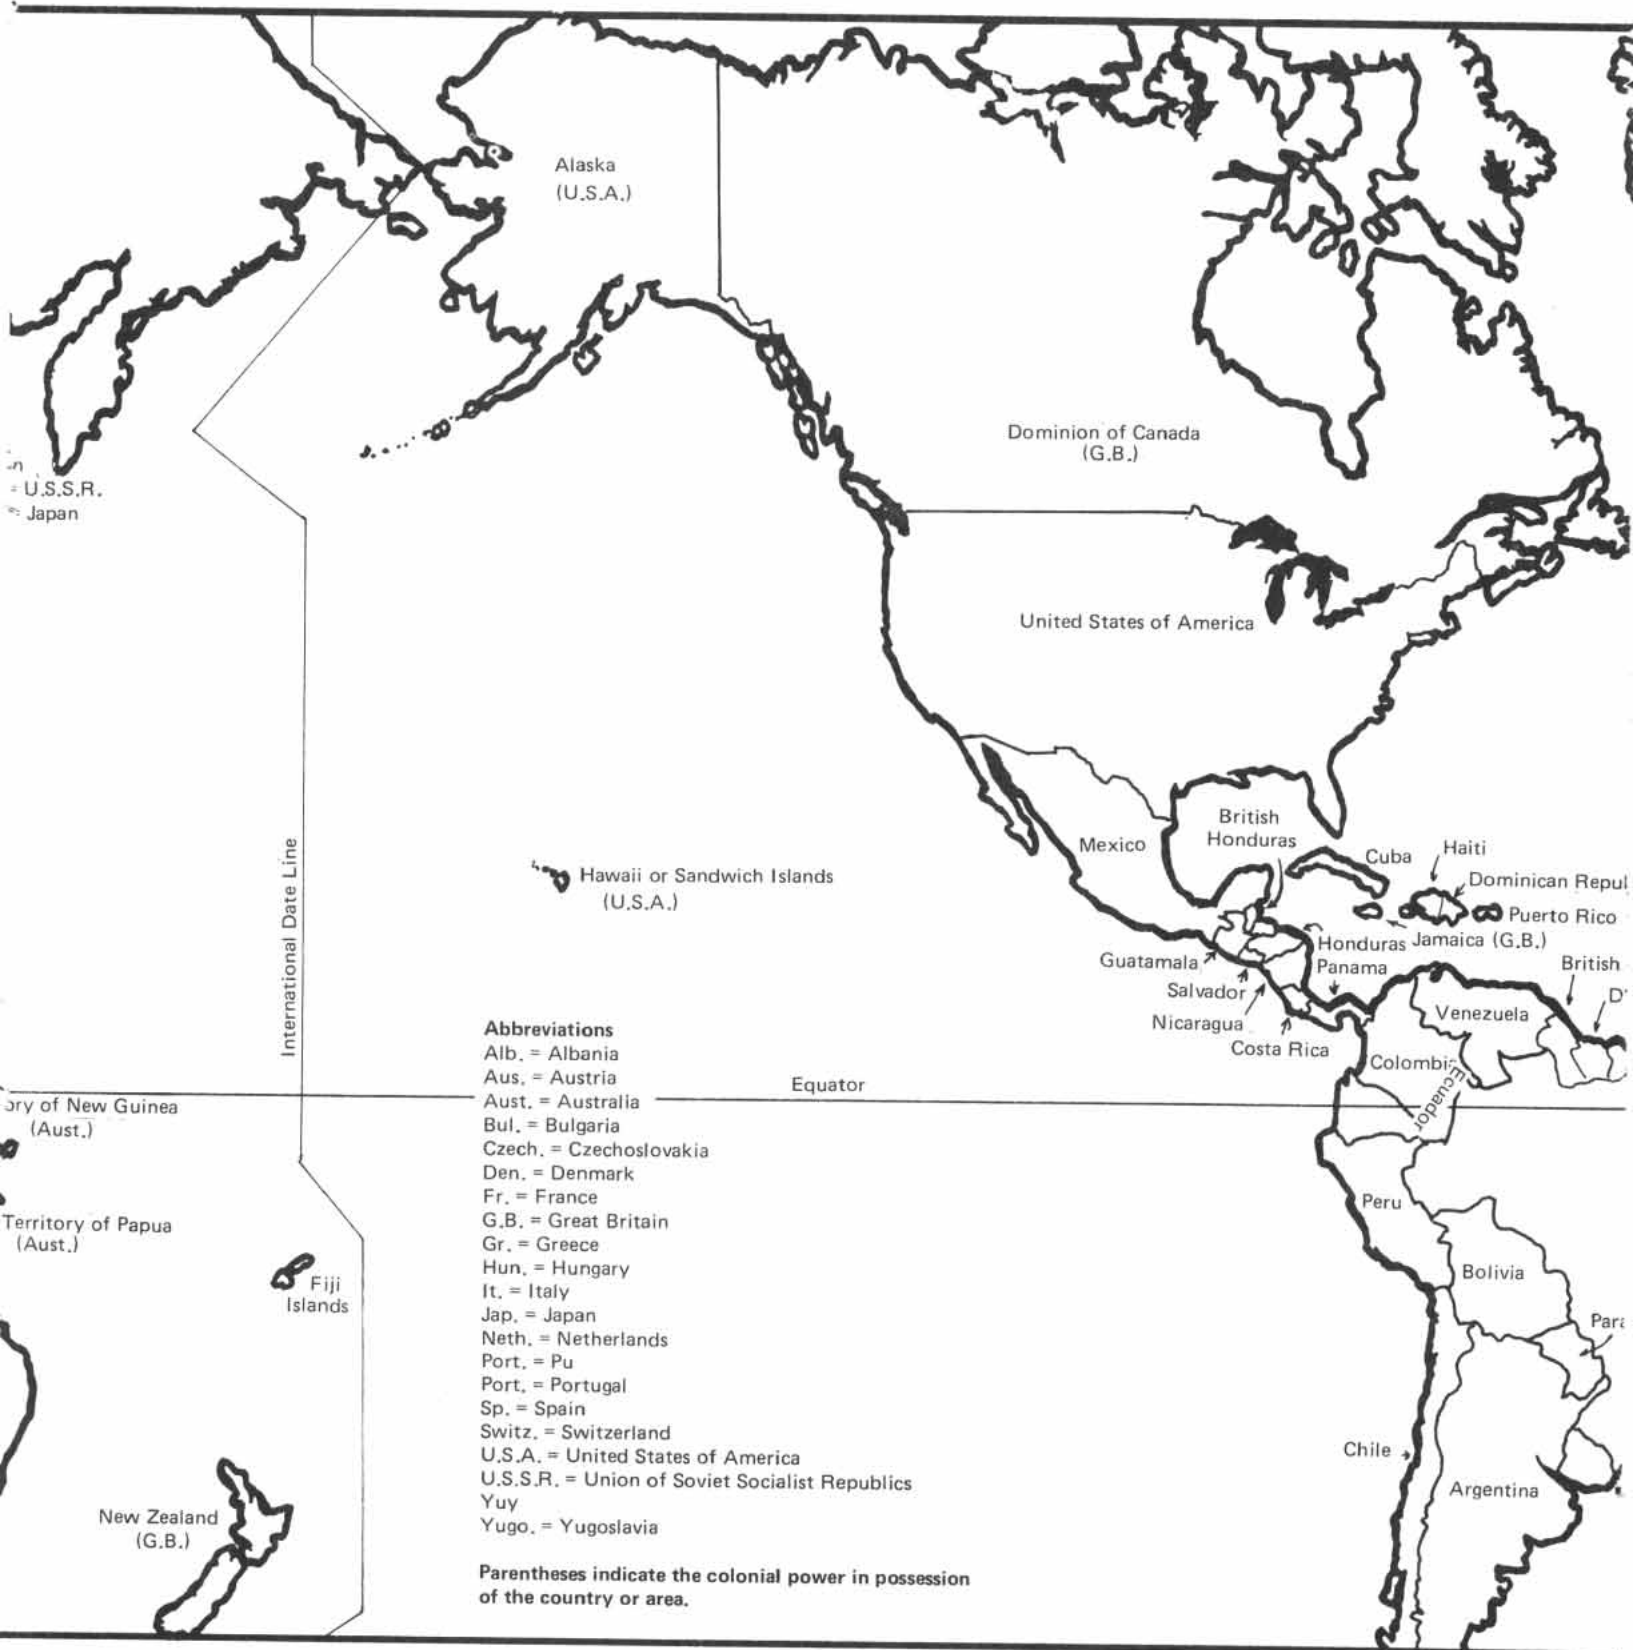 Alaska
(U.S.A.)
Dominion of Canada
(G.B.)
U.S.S.R.
Japan
United States of America
International Date Line
Hawaii or Sandwich Islands
(U.S.A.)
Mexico
British
Honduras
Cuba
Haiti
Dominican Repul
Puerto Rico
Jamaica (G.B.)
Honduras
Panama
Guatamala
Salvador
Nicaragua
Costa Rica
British
D
Venezuela
Colombia
Ecuador
Equator
ory of New Guinea
(Aust.)
Territory of Papua
(Aust.)
Fiji
Islands
Peru
Bolivia
Para
Chile
Argentina
New Zealand
(G.B.)
Abbreviations
Alb. = Albania
Aus. = Austria
Aust. = Australia
Bul. = Bulgaria
Czech. = Czechoslovakia
Den. = Denmark
Fr. = France
G.B. = Great Britain
Gr. = Greece
Hun. = Hungary
It. = Italy
Jap. = Japan
Neth. = Netherlands
Port. = Pu
Port. = Portugal
Sp. = Spain
Switz. = Switzerland
U.S.A. = United States of America
U.S.S.R. = Union of Soviet Socialist Republics
Yuy
Yugo. = Yugoslavia
Parentheses indicate the colonial power in possession
of the country or area.